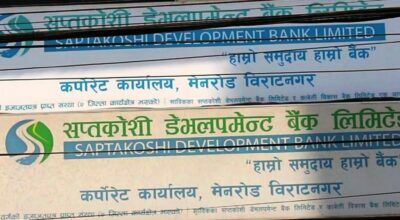 सप्तकोशी डेभलपमेन्ट बैंक लिमि
SAPTAKOSHI DEVELOPMENT BANK LIMITED
"हाम्रो समुदाय हाम्रो बैंक"
कर्पोरेट कार्यालय, मेनरोड विराटनगर
सप्तकोशी डेभलपमेन्ट बैंक लिमिटेड
SAPTAKOSHI DEVELOPMENT BANK LIMITED
"हाम्रो समुदाय हाम्रो बैंक
कर्पोरेट कार्यालय, मेनरोड विराटनगर